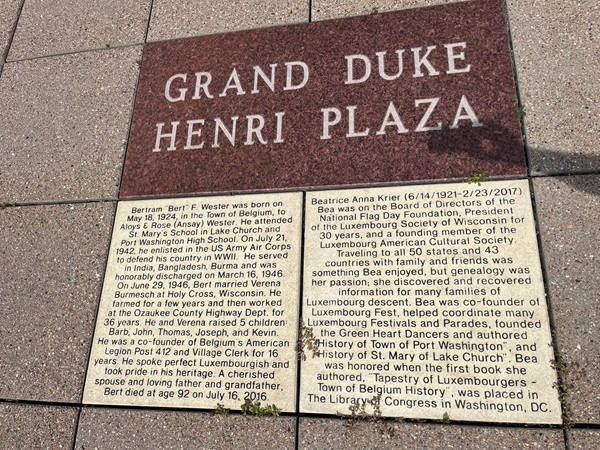 GRAND DUKE
HENRI PLAZA
Bertram "Bert" F. Wester was born on
May 18, 1924, in the Town of Belgium, to
Aloys & Rose (Ansay) Wester. He attended
St. Mary's School in Lake Church and
Port Washington High School. On July 21,
1942, he enlisted in the US Army Air Corps
to defend his country in WWII. He served
in India, Bangladesh, Burma and was
honorably discharged on March 16, 1946.
On June 29, 1946, Bert married Verena
Burmesch at Holy Cross, Wisconsin. He
farmed for a few years and then worked
at the Ozaukee County Highway Dept. for
36 years. He and Verena raised 5 children
Barb, John, Thomas, Joseph, and Kevin.
He was a co-founder of Belgium s American
Legion Post 412 and Village Clerk for 16
years. He spoke perfect Luxembourgish and
took pride in his heritage. A cherished
spouse and loving father and grandfather,
Bert died at age 92 on July 16, 2016.
Beatrice Anna Krier (6/14/1921-2/23/2017)
Bea was on the Board of Directors of the
National Flag Day Foundation, President
of the Luxembourg Society of Wisconsin for
30 years, and a founding member of the
Luxembourg American Cultural Society.
Traveling to all 50 states and 43
countries with family and friends was
something Bea enjoyed, but genealogy was
her passion; she discovered and recovered
information for many families of
Luxembourg descent. Bea was co-founder of
Luxembourg Fest, helped coordinate many
Luxembourg Festivals and Parades, founded
the Green Heart Dancers and authored
"History of Town of Port Washington", and
"History of St. Mary of Lake Church". Bea
was honored when the first book she
authored, "Tapestry of Luxembourgers -
Town of Belgium History", was placed in
The Library of Congress in Washington, DC.